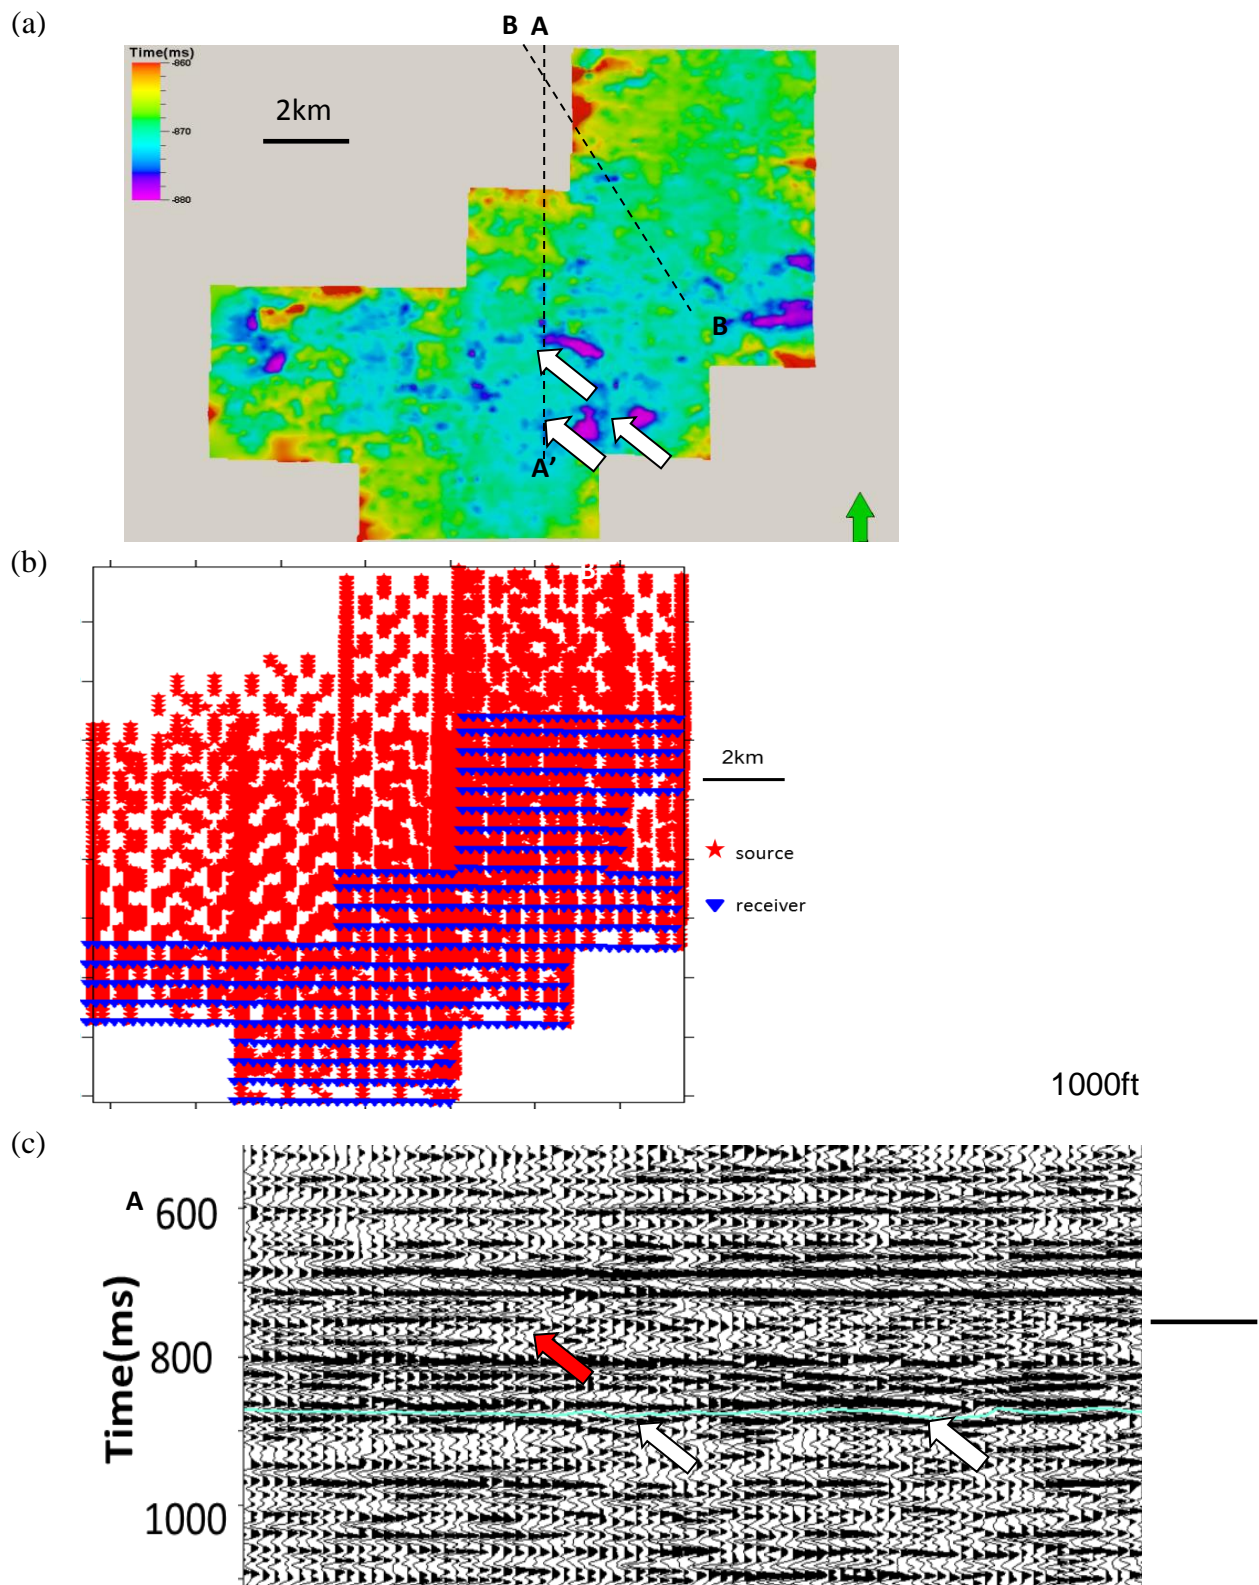 (a)
B A
Time(ms)
-860
-870
-880
2km
B
A’
(b)
B
2km
source
receiver
1000ft
(c)
A
600
800
1000
Time(ms)